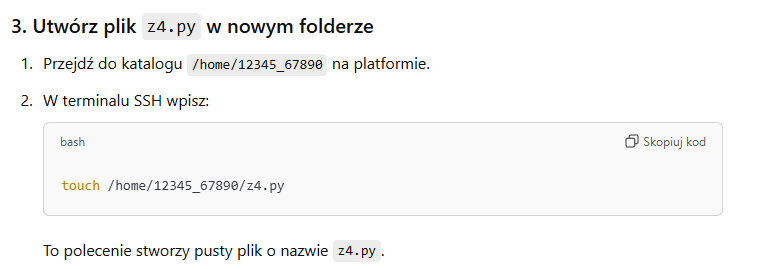 3. Utwórz plik z4.py w nowym folderze
1. Przejdź do katalogu /home/12345_67890 na platformie.
2. W terminalu SSH wpisz:
bash
Skopiuj kod
touch /home/12345_67890/z4.py
To polecenie stworzy pusty plik o nazwie z4.py.